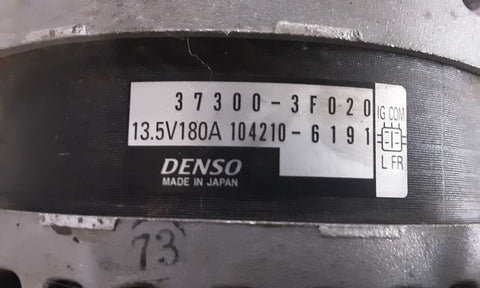 37300-3F020
13.5V180A 104210-6191
IG COM
L FR
DENSO
MADE IN JAPAN
73